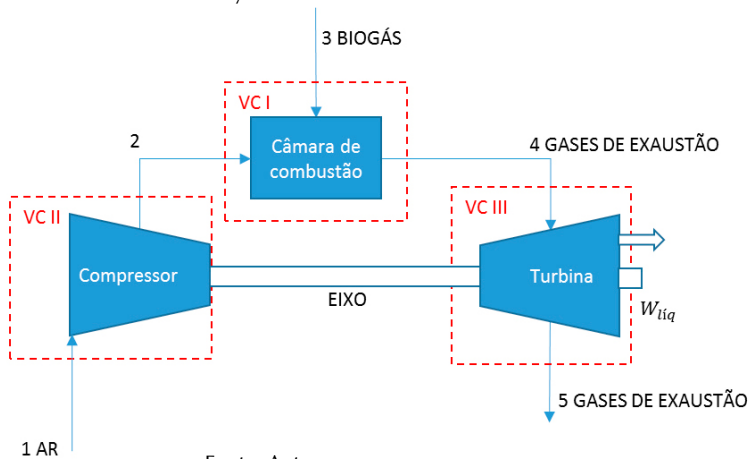 3 BIOGÁS
VC I
2
Câmara de
combustão
4 GASES DE EXAUSTÃO
VC II
VC III
Compressor
Turbina
EIXO
W líq
5 GASES DE EXAUSTÃO
1 AR